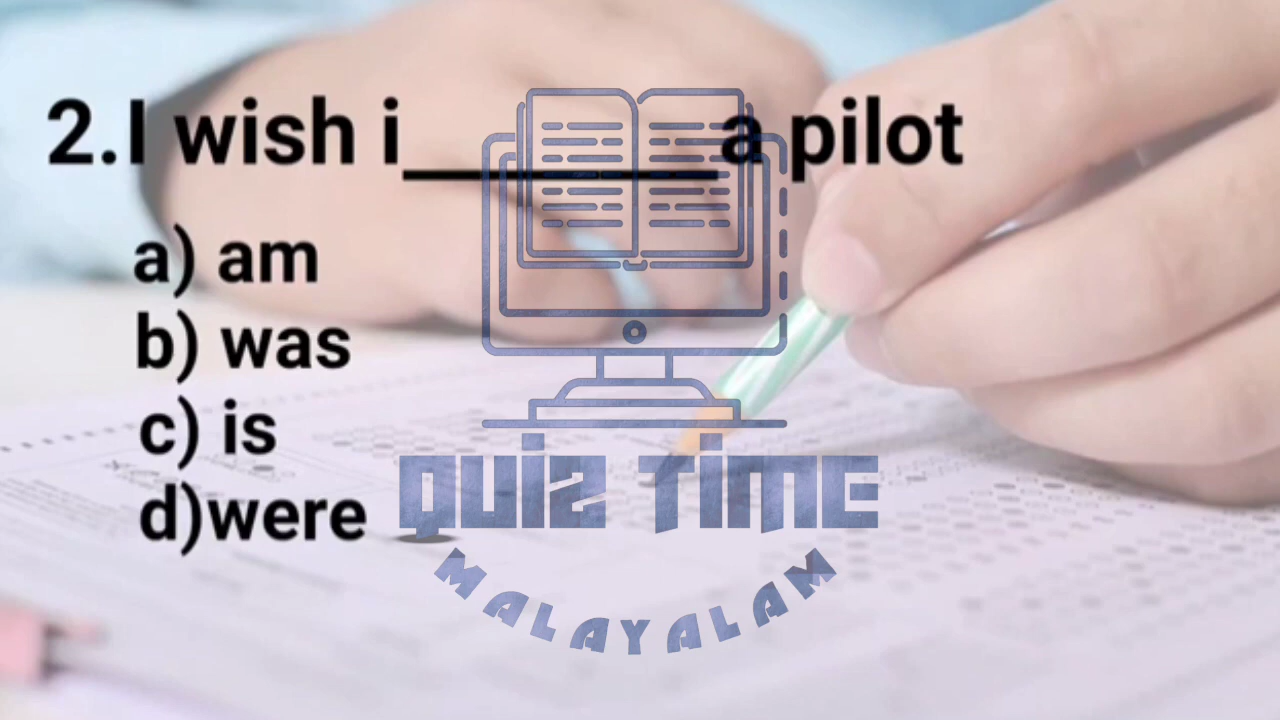 2.I wish i_________a pilot
a) am
b) was
c) is
d)were
QUIZ TIME
MALAYALAM